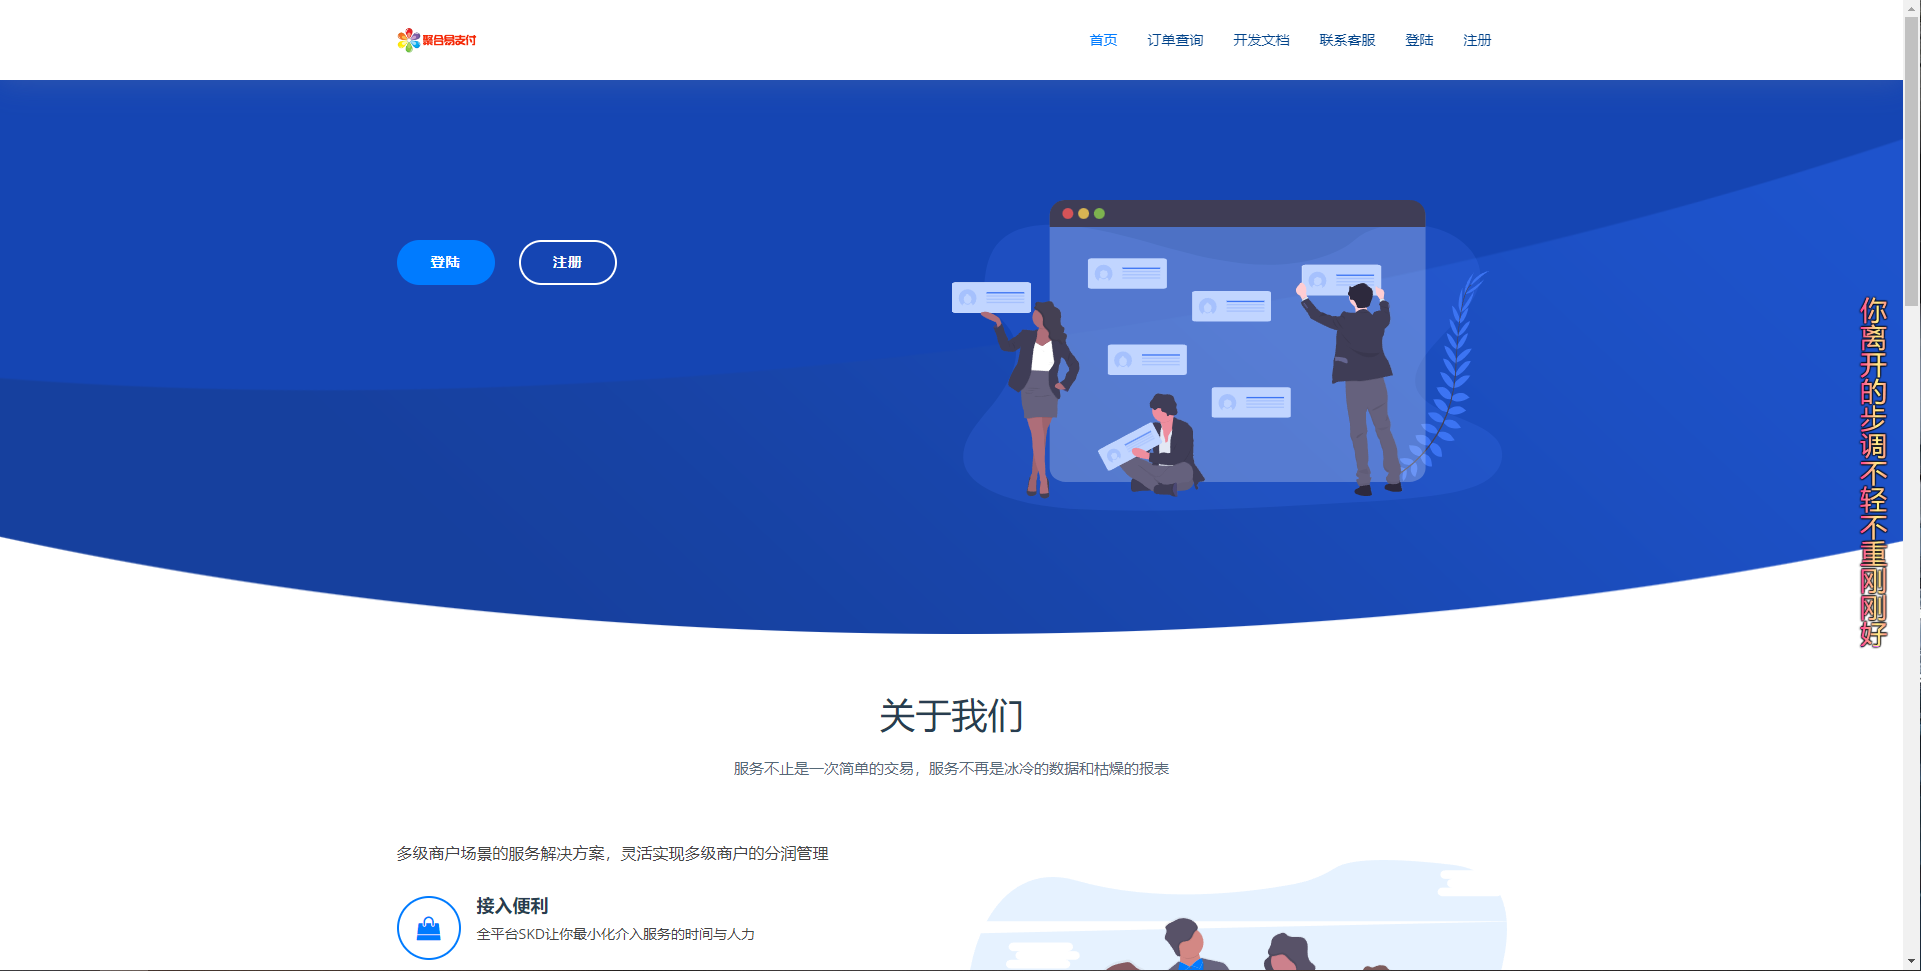 聚合易支付
首页
订单查询
开发文档
联系客服
登陆
注册
登陆
注册
你离开的步调不轻不重刚刚好
关于我们
服务不止是一次简单的交易，服务不再是冰冷的数据和枯燥的报表
多级商户场景的服务解决方案，灵活实现多级商户的分润管理
接入便利
全平台SKD让你最小化介入服务的时间与人力